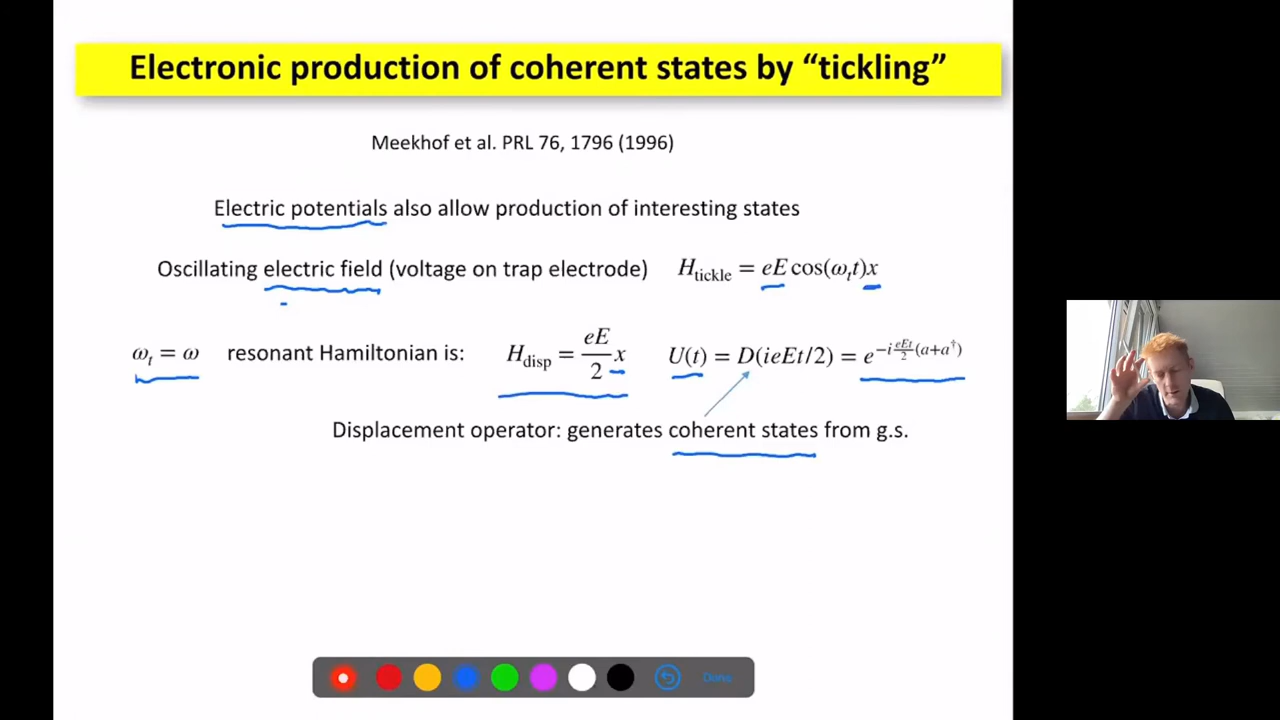 Electronic production of coherent states by “tickling”
Meekhof et al. PRL 76, 1796 (1996)
Electric potentials also allow production of interesting states
Oscillating electric field (voltage on trap electrode) H_tickle = eE cos(ω_t t)x
ω_t = ω resonant Hamiltonian is: H_disp = eE/2 x U(t) = D(ieEt/2) = e^{−i eEt/2 (a+a†)}
Displacement operator: generates coherent states from g.s.
Done